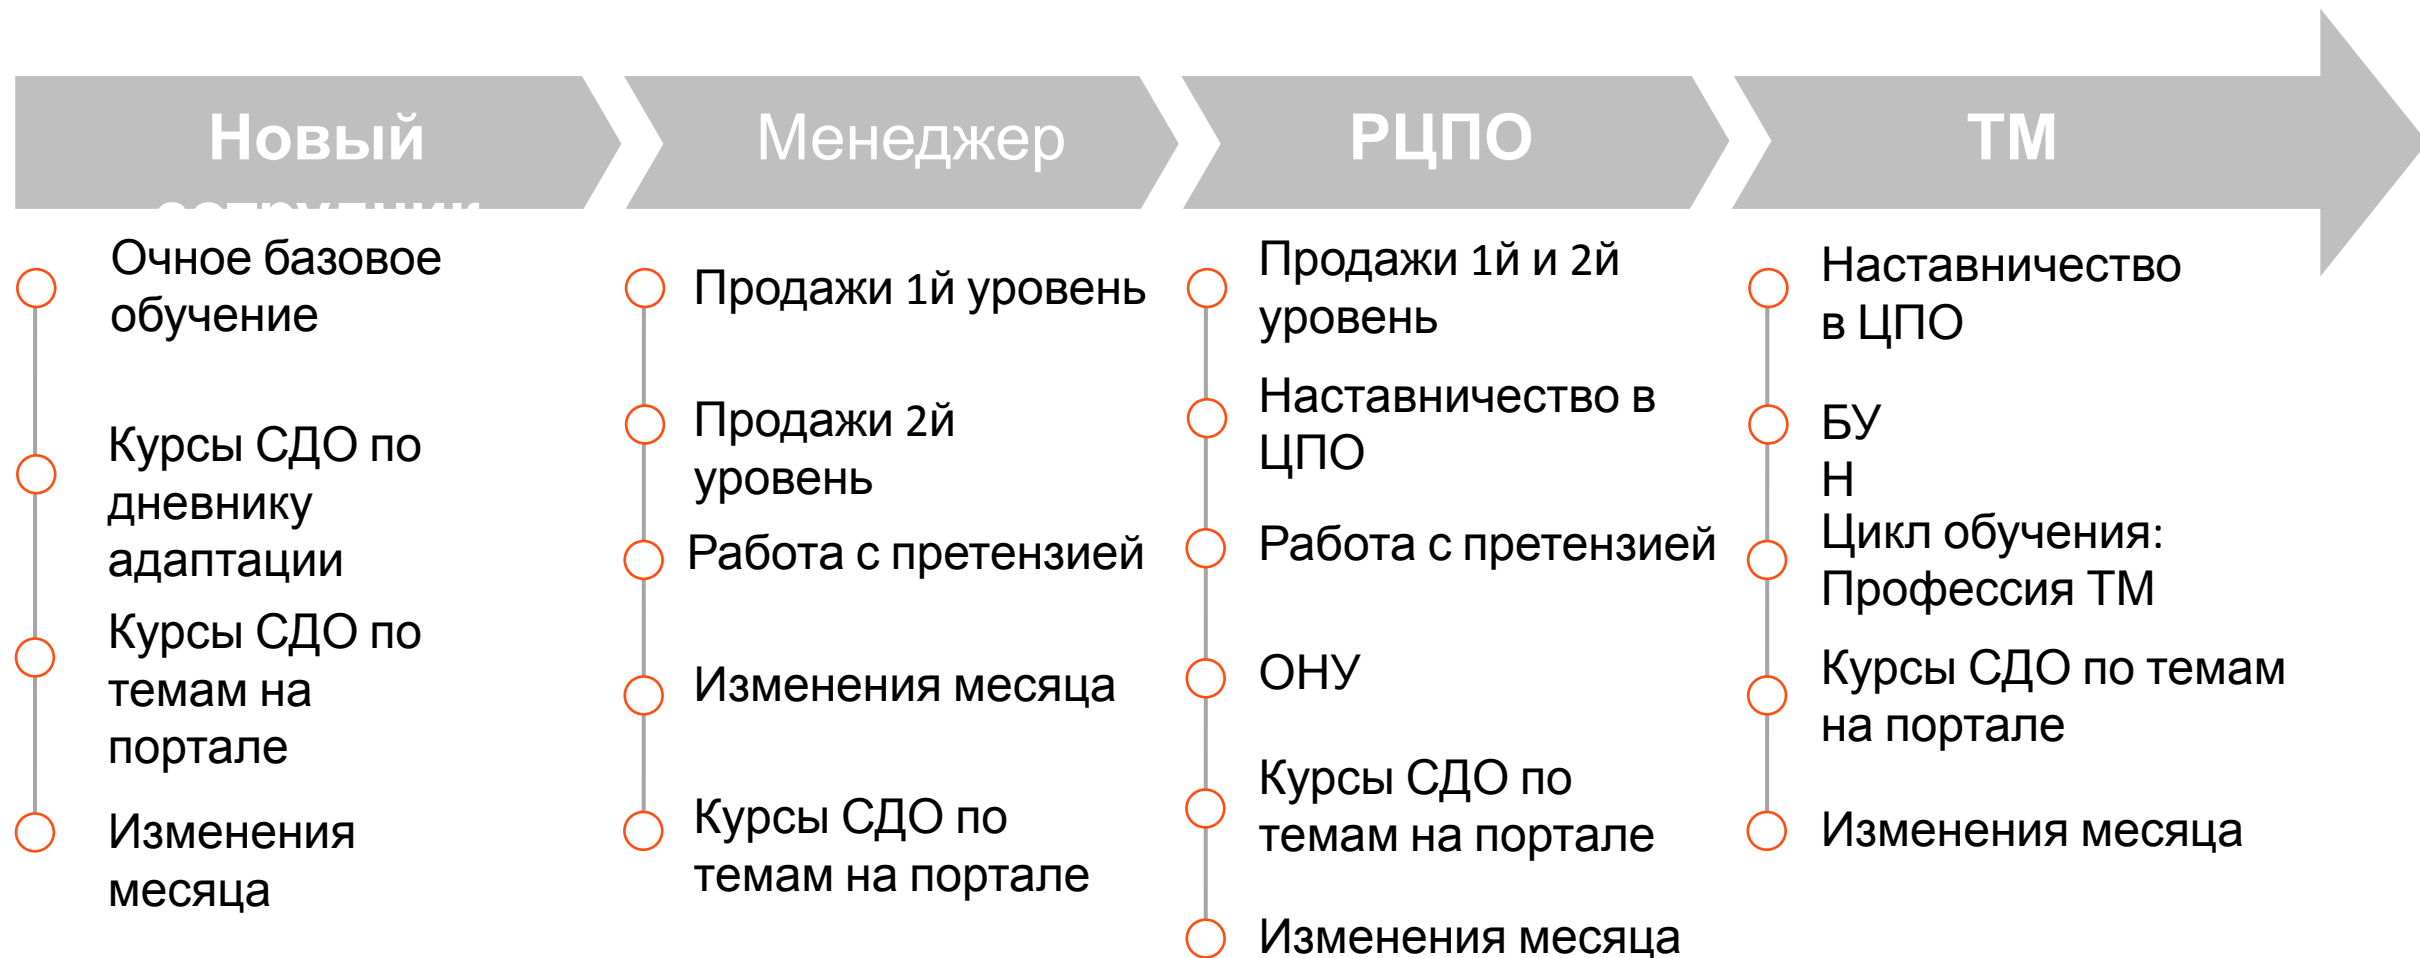 Новый
сотрудник
Менеджер
РЦПО
ТМ
Очное базовое
обучение
Курсы СДО по
дневнику
адаптации
Курсы СДО по
темам на
портале
Изменения
месяца
Продажи 1й уровень
Продажи 2й
уровень
Работа с претензией
Изменения месяца
Курсы СДО по
темам на портале
Продажи 1й и 2й
уровень
Наставничество в
ЦПО
Работа с претензией
ОНУ
Курсы СДО по
темам на портале
Изменения месяца
Наставничество
в ЦПО
БУ
Н
Цикл обучения:
Профессия ТМ
Курсы СДО по темам
на портале
Изменения месяца